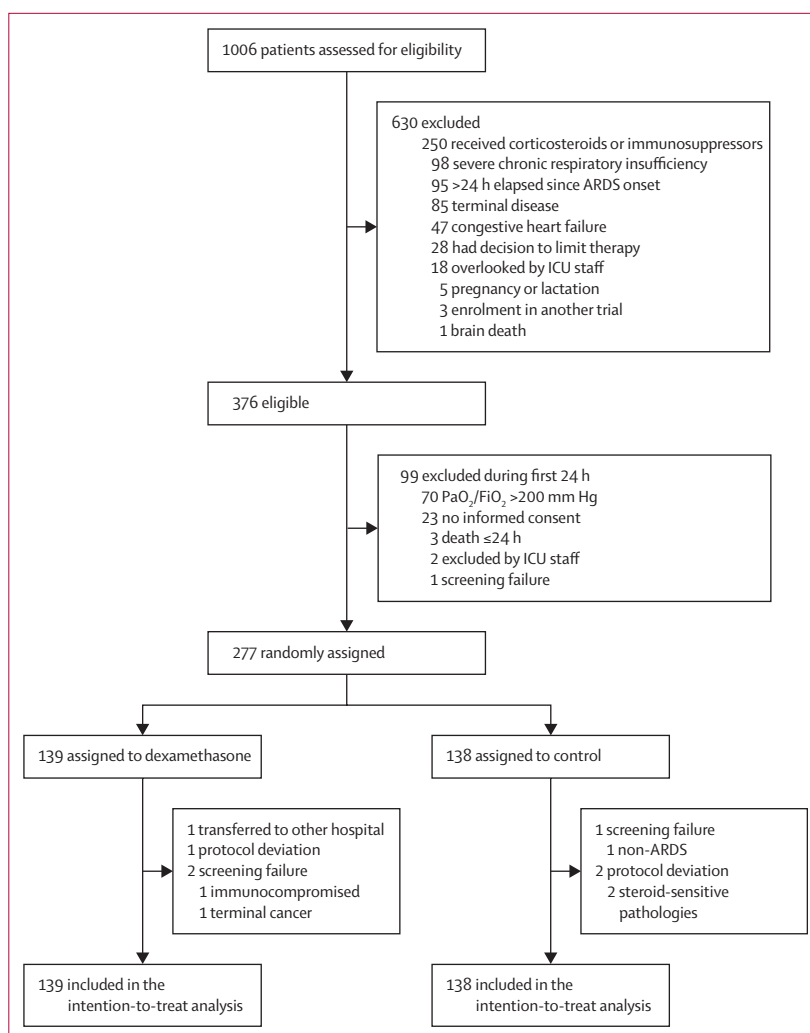 1006 patients assessed for eligibility
630 excluded
250 received corticosteroids or immunosuppressors
98 severe chronic respiratory insufficiency
95 >24 h elapsed since ARDS onset
85 terminal disease
47 congestive heart failure
28 had decision to limit therapy
18 overlooked by ICU staff
5 pregnancy or lactation
3 enrolment in another trial
1 brain death
376 eligible
99 excluded during first 24 h
70 PaO₂/FiO₂ >200 mm Hg
23 no informed consent
3 death ≤24 h
2 excluded by ICU staff
1 screening failure
277 randomly assigned
139 assigned to dexamethasone
138 assigned to control
1 transferred to other hospital
1 protocol deviation
2 screening failure
1 immunocompromised
1 terminal cancer
1 screening failure
1 non-ARDS
2 protocol deviation
2 steroid-sensitive
pathologies
139 included in the
intention-to-treat analysis
138 included in the
intention-to-treat analysis